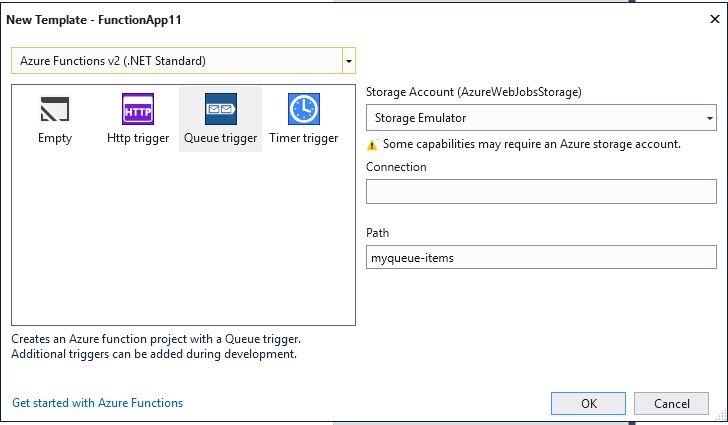 New Template - FunctionApp11
Azure Functions v2 (.NET Standard)
Empty
HTTP
Http trigger
Queue trigger
Timer trigger
Storage Account (AzureWebJobsStorage)
Storage Emulator
Some capabilities may require an Azure storage account.
Connection
Path
myqueue-items
Creates an Azure function project with a Queue trigger.
Additional triggers can be added during development.
Get started with Azure Functions
OK
Cancel